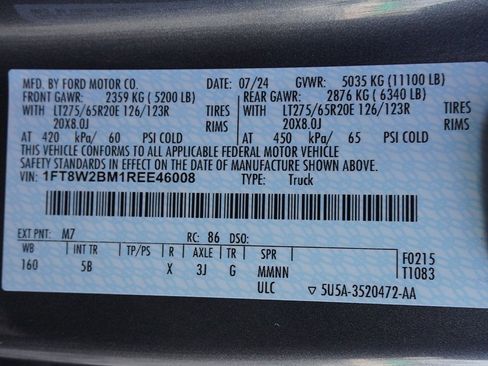 MFD. BY FORD MOTOR CO. DATE: 07/24 GVWR: 5035 KG (11100 LB)
FRONT GAWR: 2359 KG ( 5200 LB) REAR GAWR: 2876 KG ( 6340 LB)
WITH LT275/65R20E 126/123R TIRES WITH LT275/65R20E 126/123R TIRES
20X8.0J RIMS 20X8.0J RIMS
AT 420 kPa/ 60 PSI COLD AT 450 kPa/ 65 PSI COLD
THIS VEHICLE CONFORMS TO ALL APPLICABLE FEDERAL MOTOR VEHICLE
SAFETY STANDARDS IN EFFECT ON THE DATE OF MANUFACTURE SHOWN ABOVE.
VIN: 1FT8W2BM1REE46008 TYPE: Truck
EXT PNT: M7 RC: 86 DSO:
WB INT TR TP/PS R AXLE TR SPR F0215
160 5B X 3J G MMNN T1083
ULC 5U5A-3520472-AA